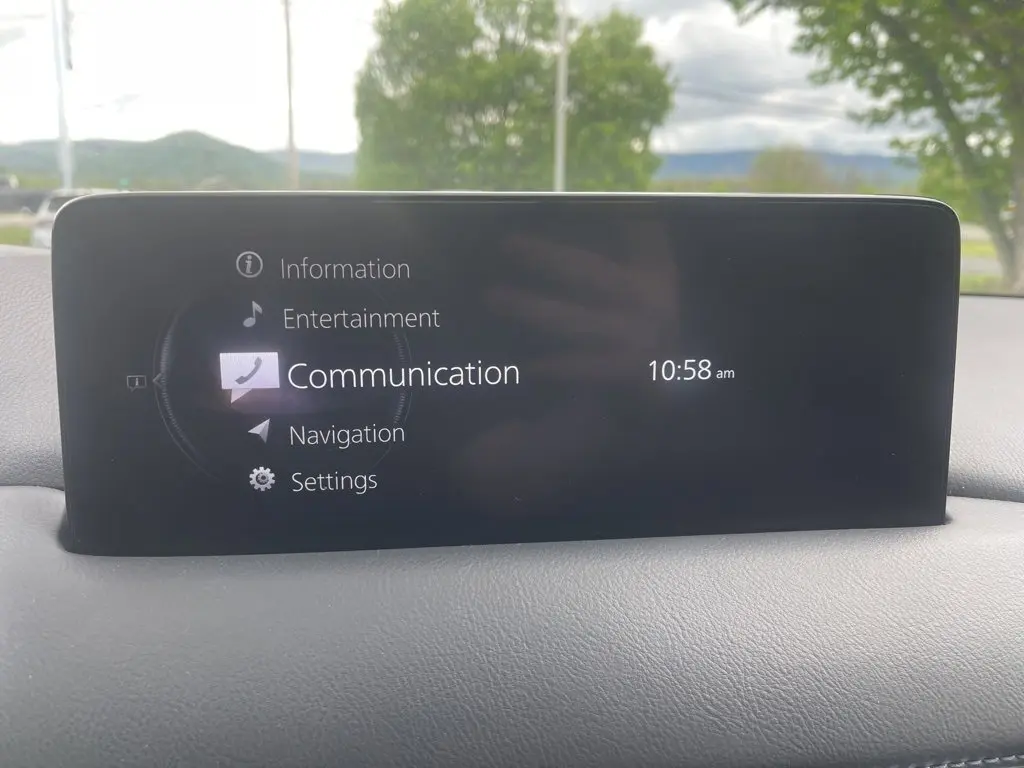 Information
Entertainment
Communication
10:58 am
Navigation
Settings